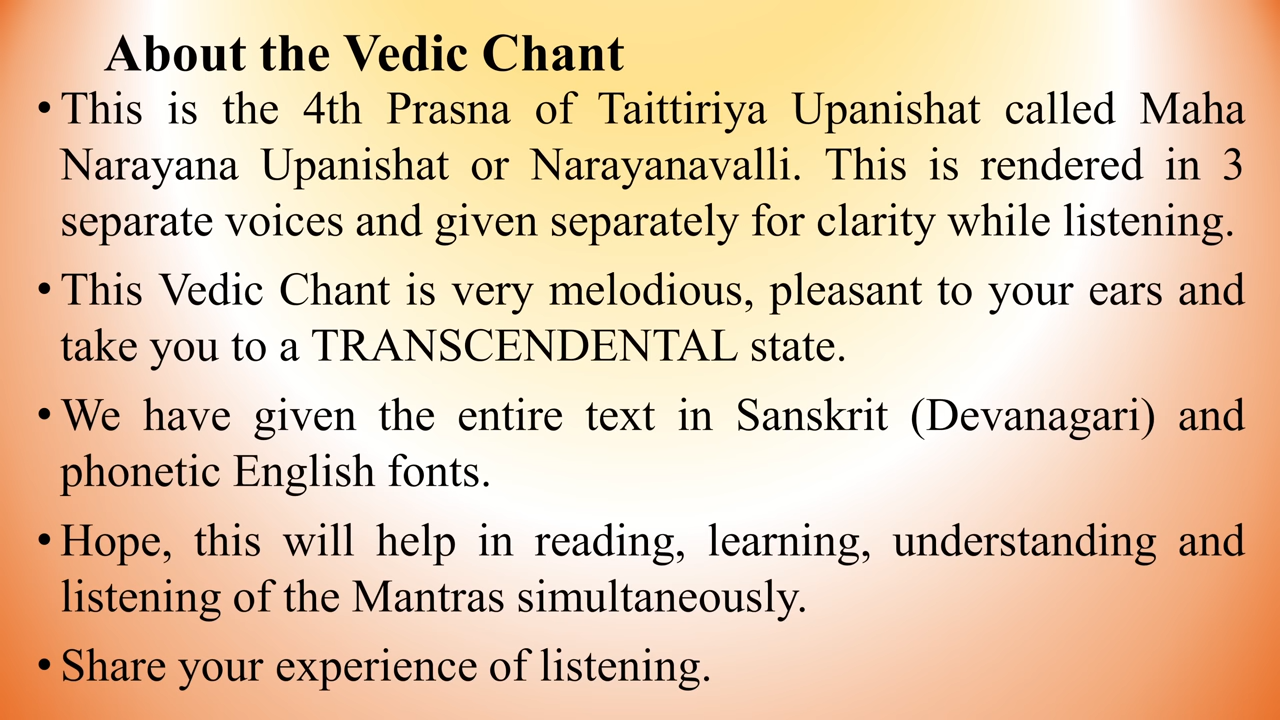 About the Vedic Chant
• This is the 4th Prasna of Taittiriya Upanishat called Maha
Narayana Upanishat or Narayanavalli. This is rendered in 3
separate voices and given separately for clarity while listening.
• This Vedic Chant is very melodious, pleasant to your ears and
take you to a TRANSCENDENTAL state.
• We have given the entire text in Sanskrit (Devanagari) and
phonetic English fonts.
• Hope, this will help in reading, learning, understanding and
listening of the Mantras simultaneously.
• Share your experience of listening.